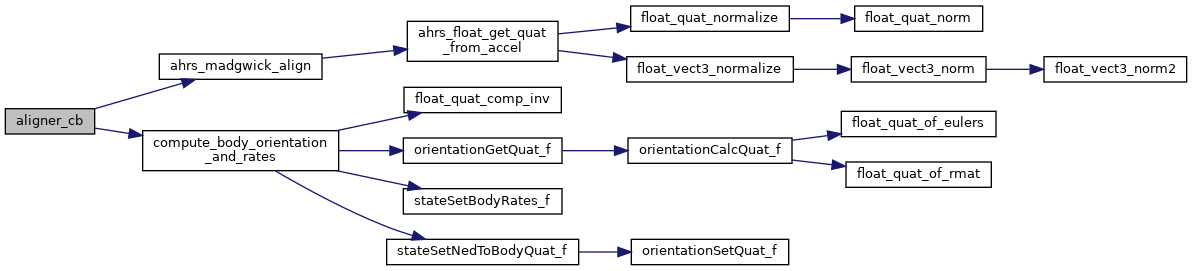 aligner_cb
ahrs_madgwick_align
compute_body_orientation
_and_rates
ahrs_float_get_quat
_from_accel
float_quat_comp_inv
orientationGetQuat_f
stateSetBodyRates_f
stateSetNedToBodyQuat_f
float_quat_normalize
float_vect3_normalize
orientationCalcQuat_f
orientationSetQuat_f
float_quat_norm
float_vect3_norm
float_quat_of_eulers
float_quat_of_rmat
float_vect3_norm2